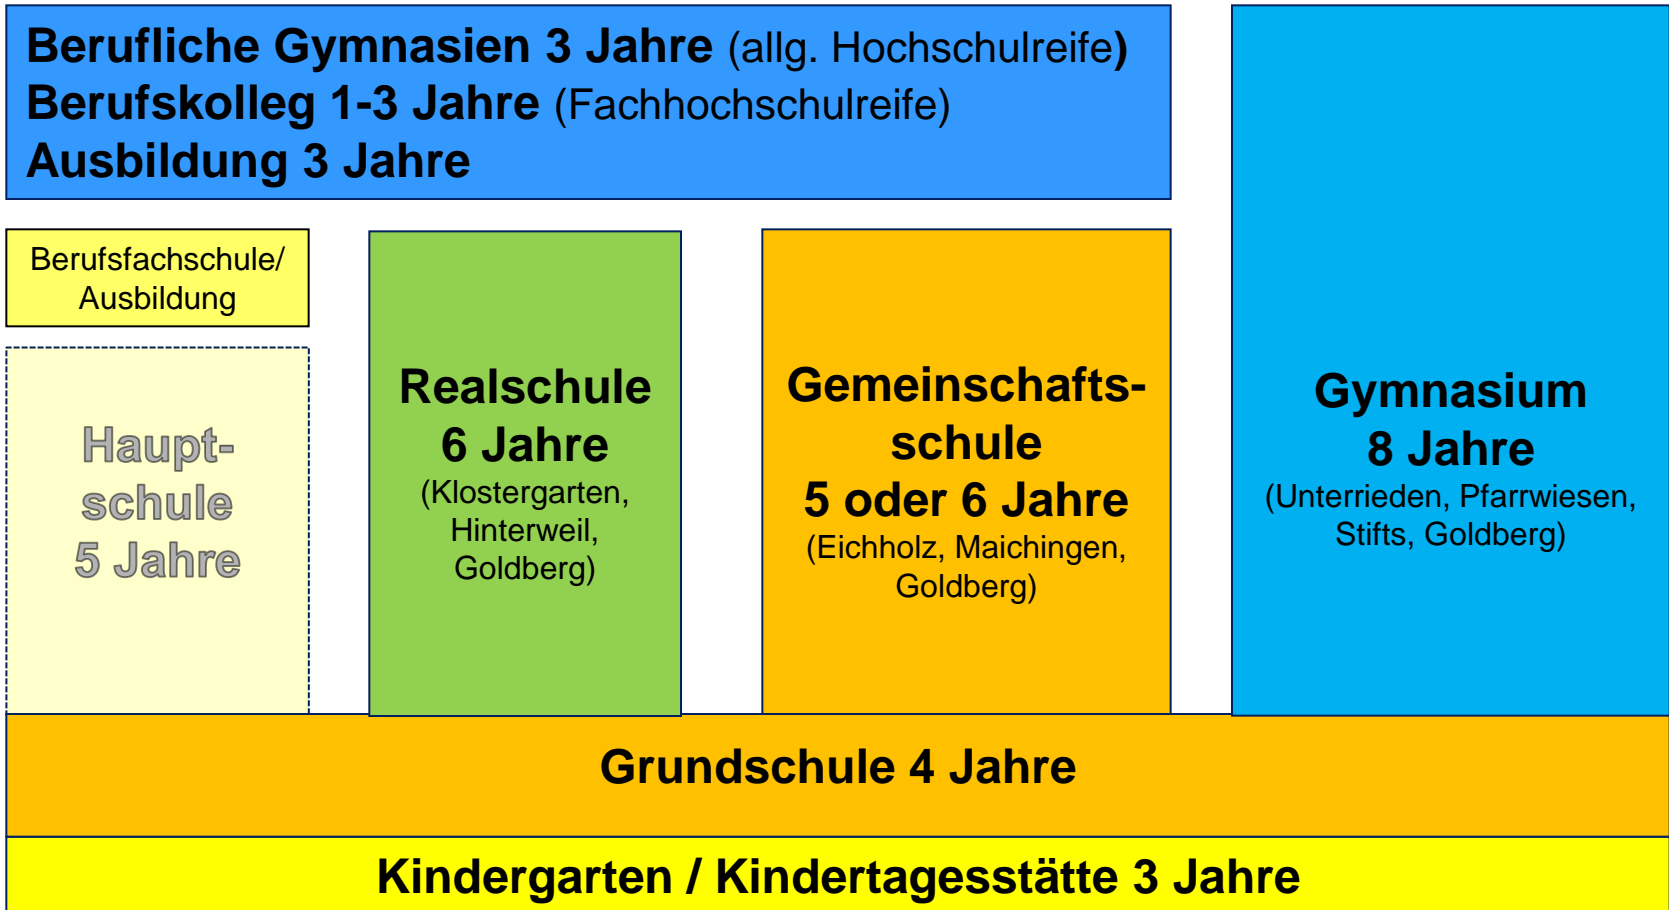 Berufliche Gymnasien 3 Jahre (allg. Hochschulreife)
Berufskolleg 1-3 Jahre (Fachhochschulreife)
Ausbildung 3 Jahre
Berufsfachschule/
Ausbildung
Haupt-
schule
5 Jahre
Realschule
6 Jahre
(Klostergarten,
Hinterweil,
Goldberg)
Gemeinschafts-
schule
5 oder 6 Jahre
(Eichholz, Maichingen,
Goldberg)
Gymnasium
8 Jahre
(Unterrieden, Pfarrwiesen,
Stifts, Goldberg)
Grundschule 4 Jahre
Kindergarten / Kindertagesstätte 3 Jahre